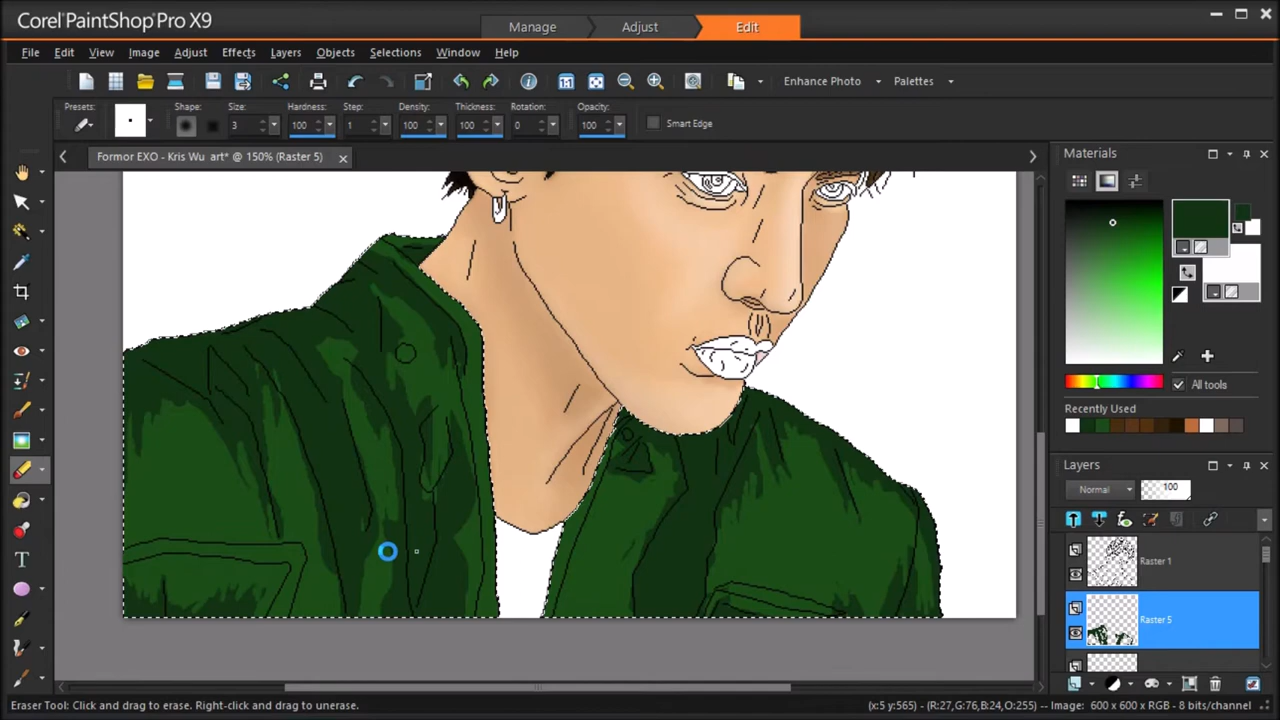 Corel PaintShop Pro X9
Manage
Adjust
Edit
File Edit View Image Adjust Effects Layers Objects Selections Window Help
Enhance Photo
Palettes
Presets:
Shape:
Size:
Hardness:
Step:
Density:
Thickness:
Rotation:
Opacity:
3
100
1
100
100
0
100
Smart Edge
Formor EXO - Kris Wu  art* @ 150% (Raster 5)
Materials
All tools
Recently Used
Layers
Normal
100
Raster 1
Raster 5
Eraser Tool: Click and drag to erase. Right-click and drag to unerase.
(x:5 y:565) - (R:27,G:76,B:24,O:255) -- Image: 600 x 600 x RGB - 8 bits/channel